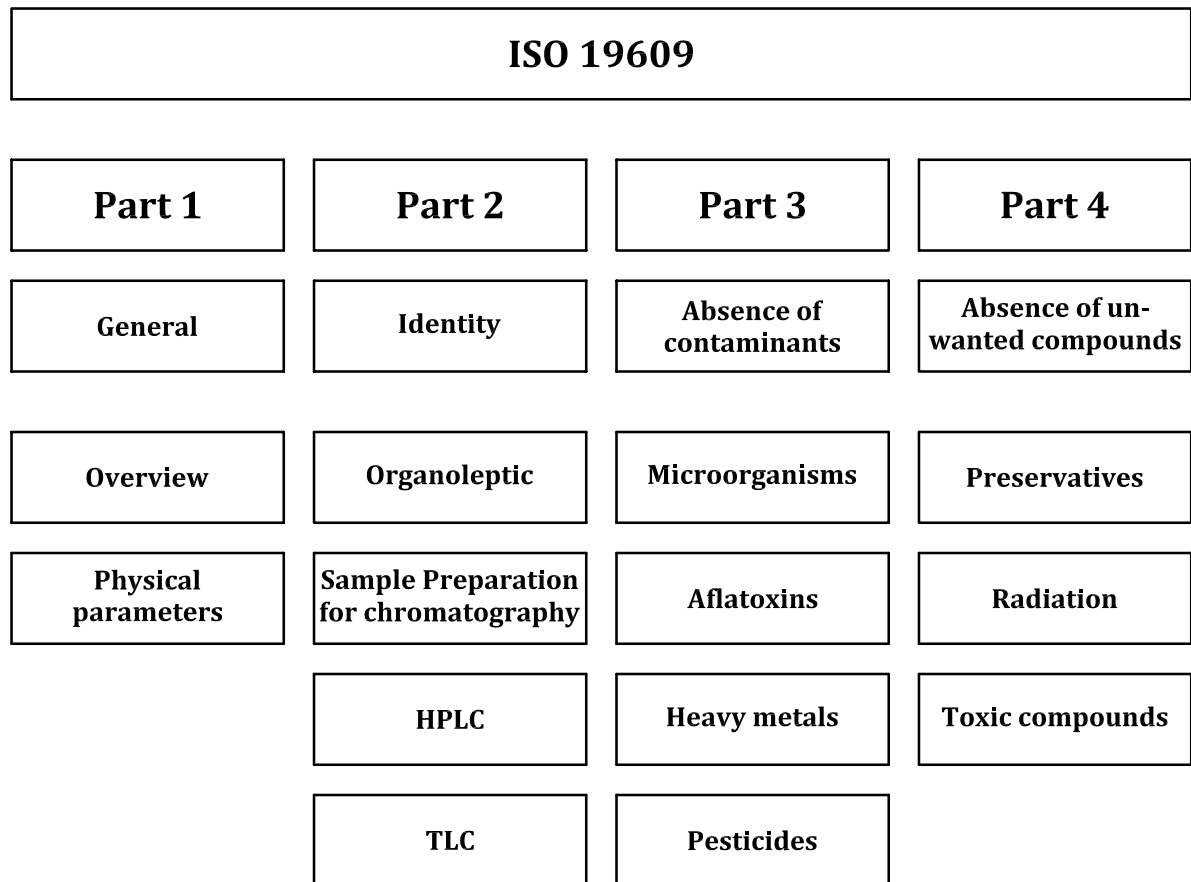 ISO 19609
Part 1
Part 2
Part 3
Part 4
General
Identity
Absence of
contaminants
Absence of un-
wanted compounds
Overview
Organoleptic
Microorganisms
Preservatives
Physical
parameters
Sample Preparation
for chromatography
Aflatoxins
Radiation
HPLC
Heavy metals
Toxic compounds
TLC
Pesticides